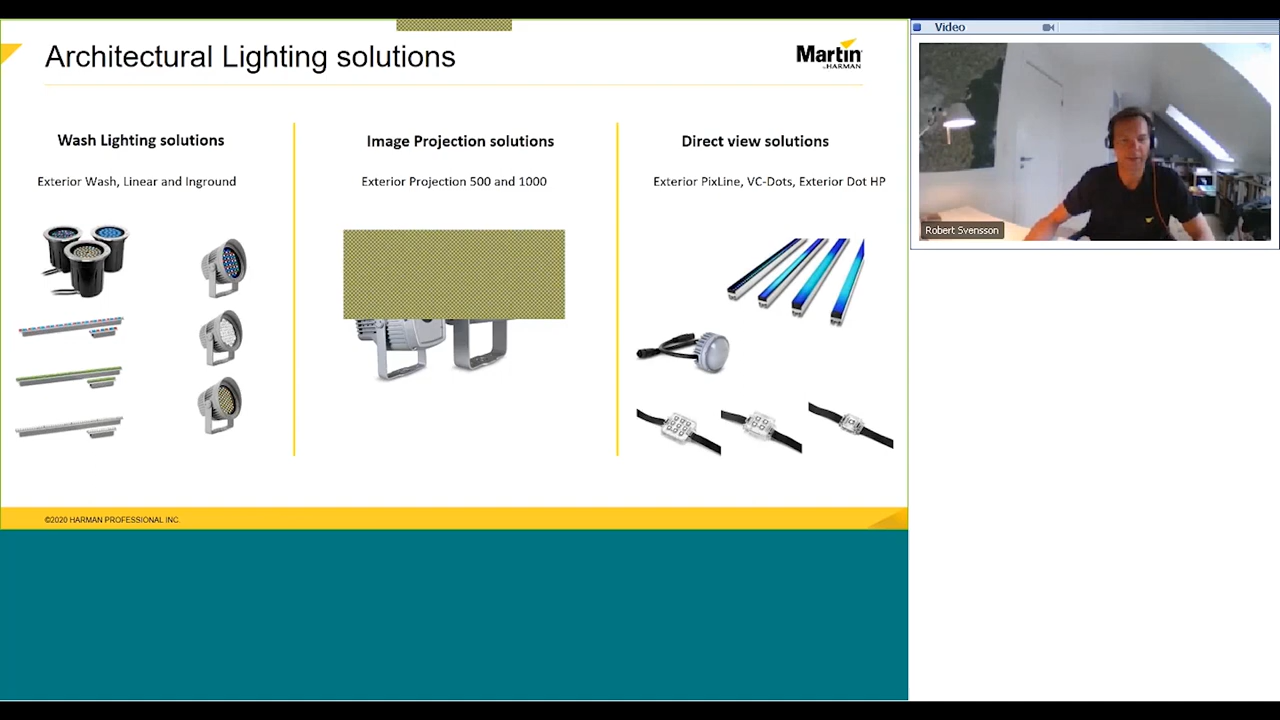 Architectural Lighting solutions
Martin
by HARMAN
Wash Lighting solutions
Exterior Wash, Linear and Inground
Image Projection solutions
Exterior Projection 500 and 1000
Direct view solutions
Exterior PixLine, VC-Dots, Exterior Dot HP
©2020 HARMAN PROFESSIONAL INC.
Video
Robert Svensson